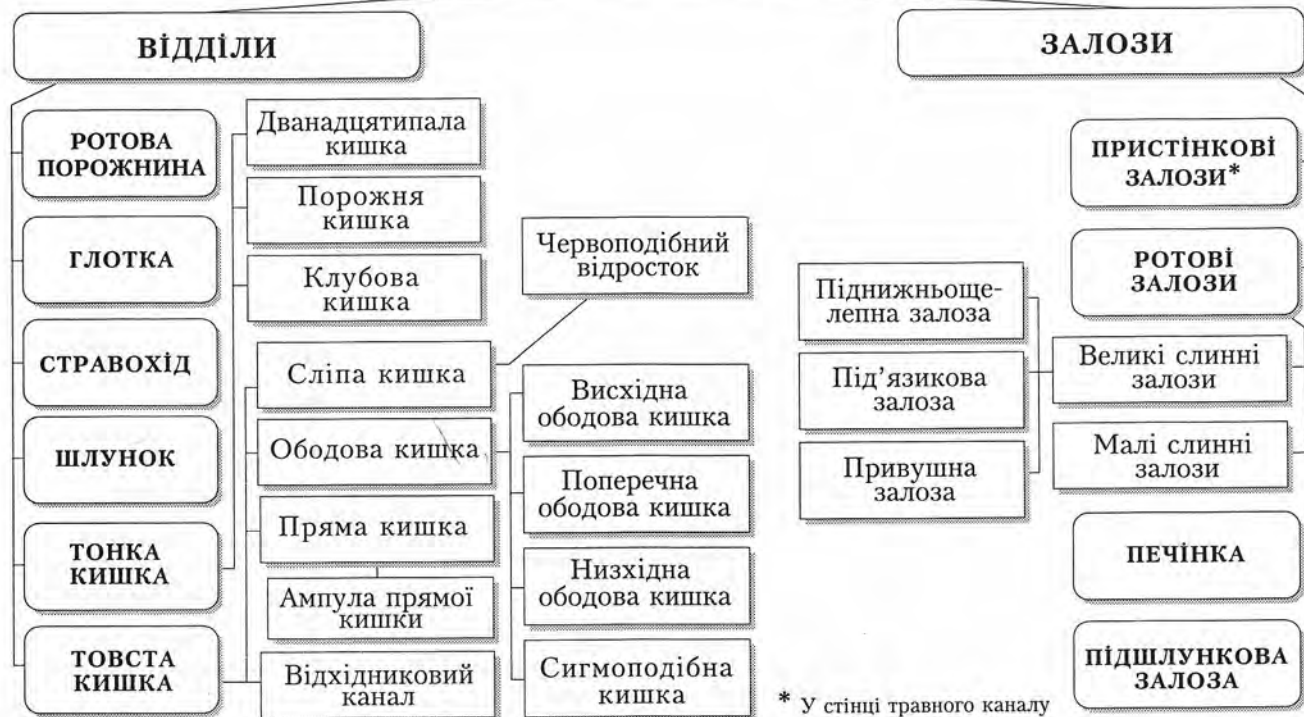 ВІДДІЛИ
РОТОВА
ПОРОЖНИНА
ГЛОТКА
СТРАВОХІД
ШЛУНОК
ТОНКА
КИШКА
ТОВСТА
КИШКА
Дванадцятипала
кишка
Порожня
кишка
Клубова
кишка
Сліпа кишка
Ободова кишка
Пряма кишка
Ампула прямої
кишки
Відхідниковий
канал
Червоподібний
відросток
Висхідна
ободова кишка
Поперечна
ободова кишка
Низхідна
ободова кишка
Сигмоподібна
кишка
ЗАЛОЗИ
ПРИСТІНКОВІ
ЗАЛОЗИ*
РОТОВІ
ЗАЛОЗИ
Великі слинні
залози
Малі слинні
залози
Піднижньоще-
лепна залоза
Під’язикова
залоза
Привушна
залоза
ПЕЧІНКА
ПІДШЛУНКОВА
ЗАЛОЗА
* У стінці травного каналу